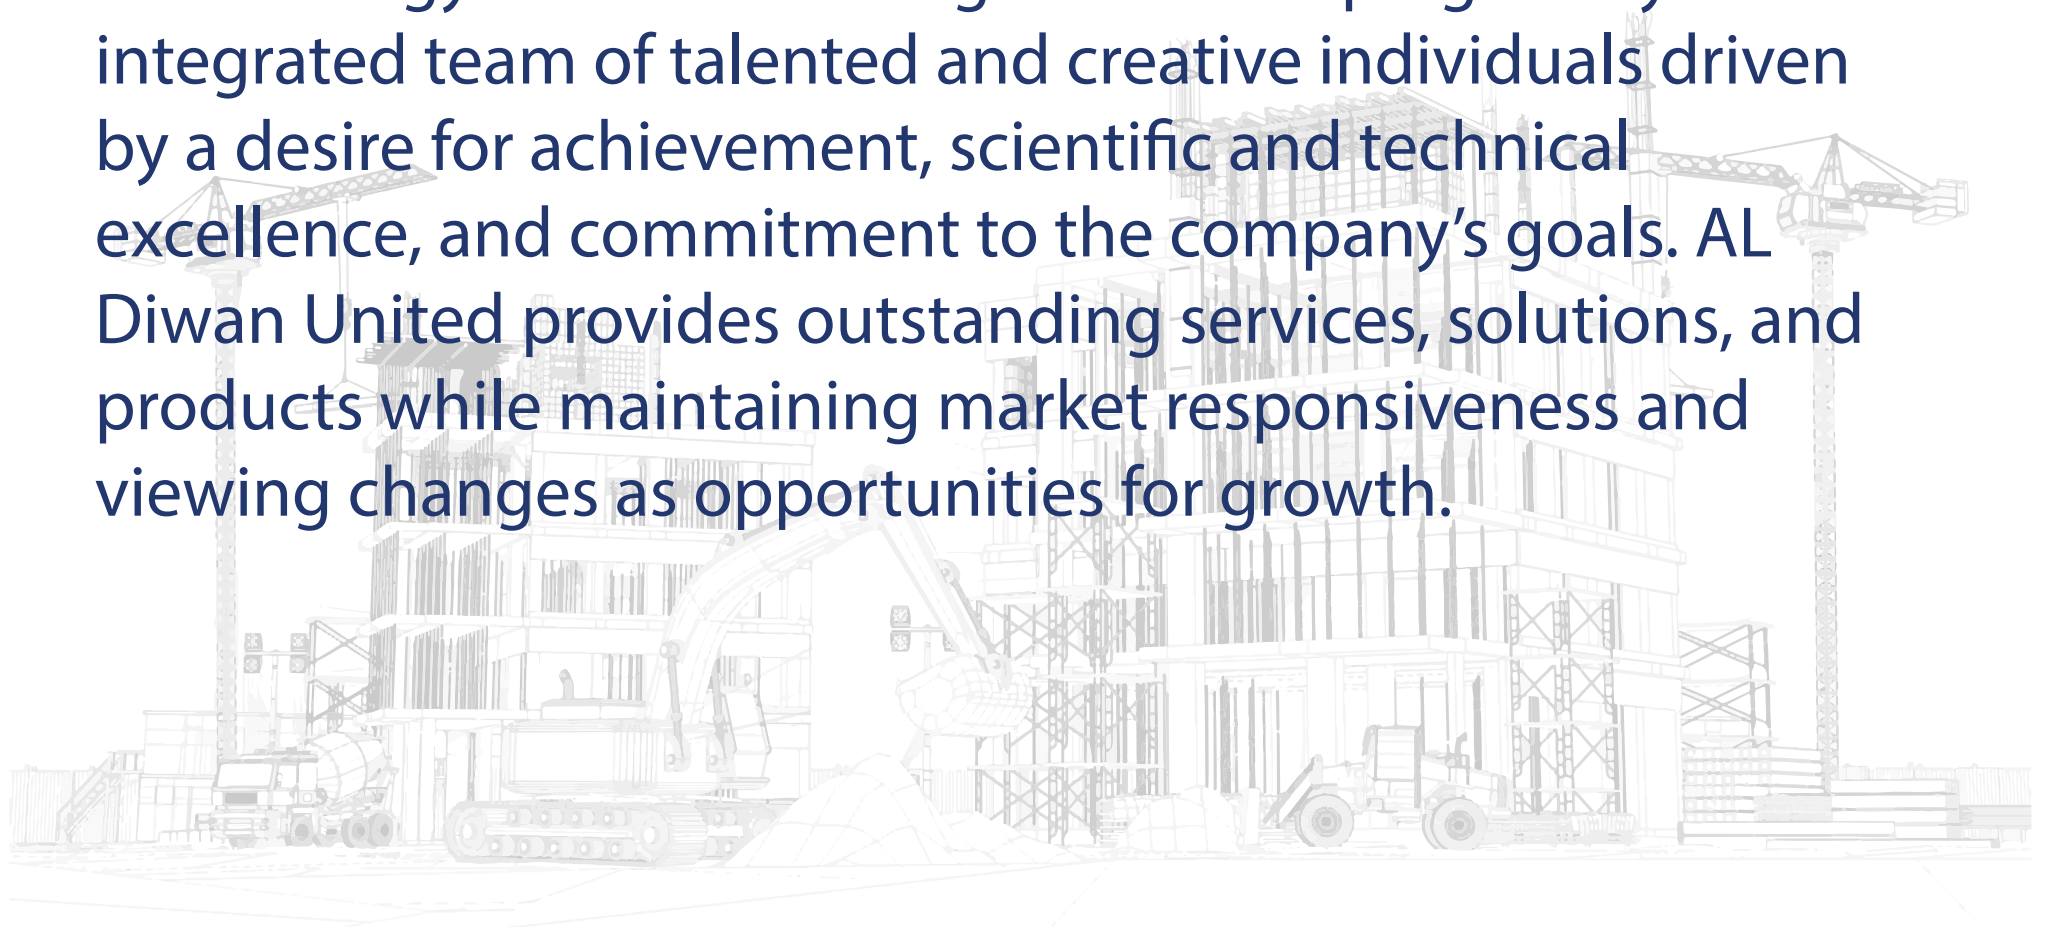 integrated team of talented and creative individuals driven
by a desire for achievement, scientific and technical
excellence, and commitment to the company’s goals. AL
Diwan United provides outstanding services, solutions, and
products while maintaining market responsiveness and
viewing changes as opportunities for growth.